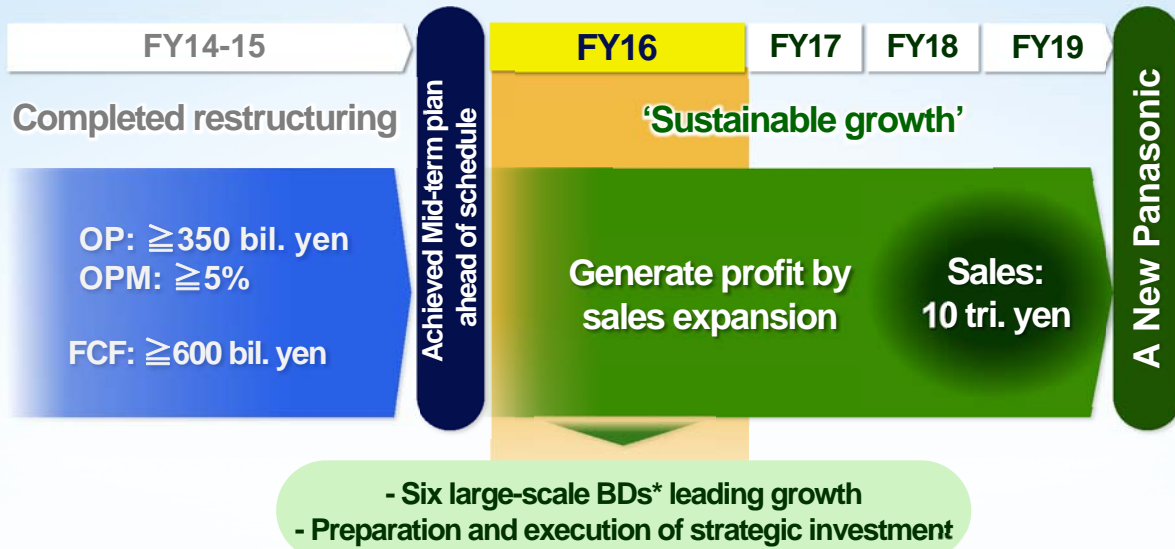 FY14-15
FY16
FY17
FY18
FY19
Completed restructuring
Achieved Mid-term plan
ahead of schedule
'Sustainable growth'
A New Panasonic
OP: ≧350 bil. yen
OPM: ≧5%
FCF: ≧600 bil. yen
Generate profit by
sales expansion
Sales:
10 tri. yen
- Six large-scale BDs* leading growth
- Preparation and execution of strategic investment